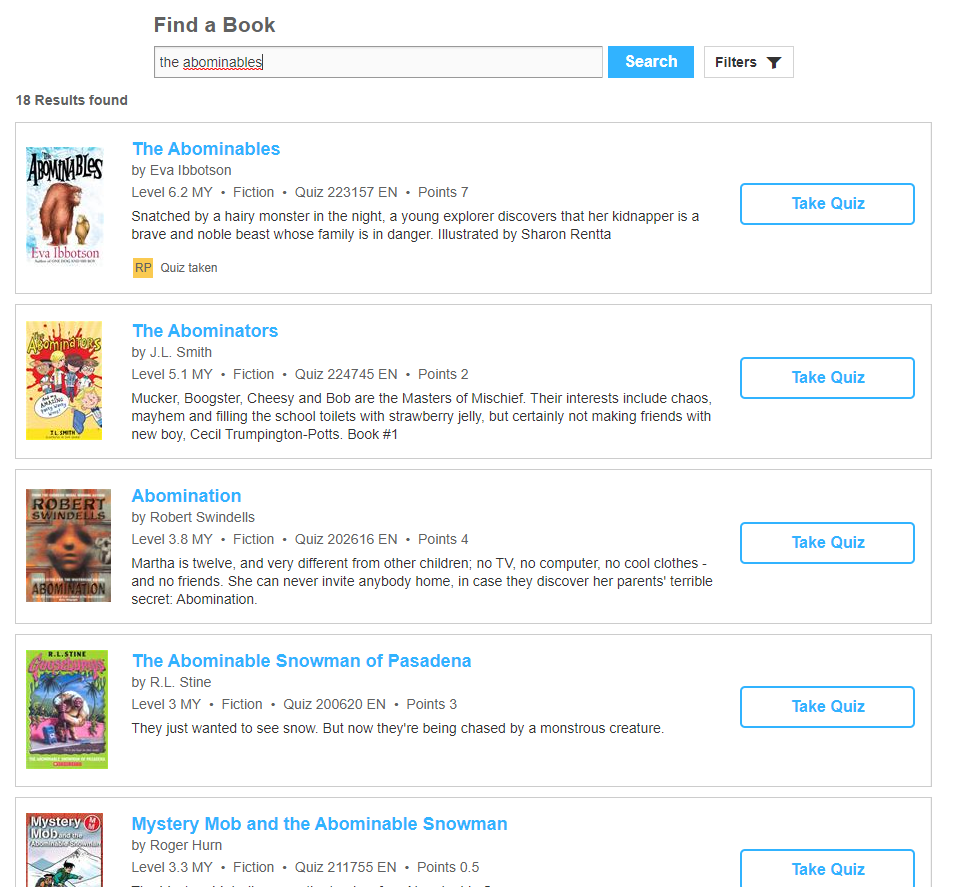 Find a Book
the abominables
Search
Filters
18 Results found
The
ABOMINABLES
Eva Ibbotson
The Abominables
by Eva Ibbotson
Level 6.2 MY • Fiction • Quiz 223157 EN • Points 7
Snatched by a hairy monster in the night, a young explorer discovers that her kidnapper is a
brave and noble beast whose family is in danger. Illustrated by Sharon Rentta
RP Quiz taken
Take Quiz
The
Abominators
J.L. SMITH
The Abominators
by J.L. Smith
Level 5.1 MY • Fiction • Quiz 224745 EN • Points 2
Mucker, Boogster, Cheesy and Bob are the Masters of Mischief. Their interests include chaos,
mayhem and filling the school toilets with strawberry jelly, but certainly not making friends with
new boy, Cecil Trumpington-Potts. Book #1
Take Quiz
ROBERT
SWINDELLS
ABOMINATION
Abomination
by Robert Swindells
Level 3.8 MY • Fiction • Quiz 202616 EN • Points 4
Martha is twelve, and very different from other children; no TV, no computer, no cool clothes -
and no friends. She can never invite anybody home, in case they discover her parents' terrible
secret: Abomination.
Take Quiz
R.L. STINE
Goosebumps
THE ABOMINABLE SNOWMAN OF PASADENA
The Abominable Snowman of Pasadena
by R.L. Stine
Level 3 MY • Fiction • Quiz 200620 EN • Points 3
They just wanted to see snow. But now they're being chased by a monstrous creature.
Take Quiz
Mystery
Mob and the
Abominable Snowman
Mystery Mob and the Abominable Snowman
by Roger Hurn
Level 3.3 MY • Fiction • Quiz 211755 EN • Points 0.5
Take Quiz